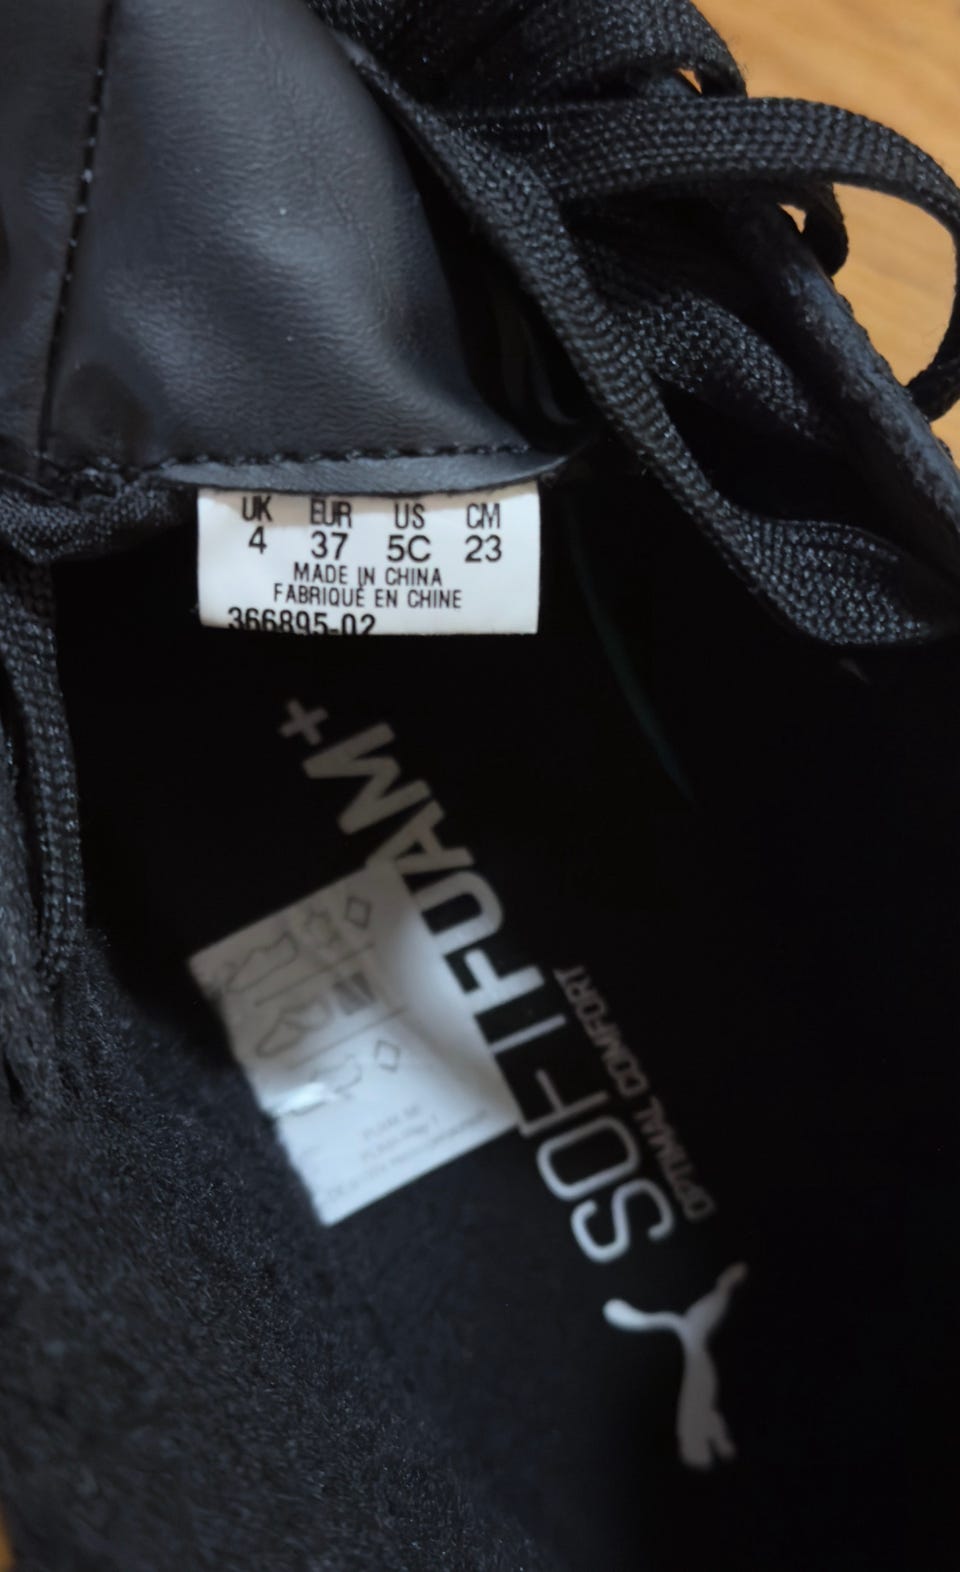 UK EUR US CM
4 37 5C 23
MADE IN CHINA
FABRIQUÉ EN CHINE
366895-02
SOFTFOAM+
OPTIMAL COMFORT